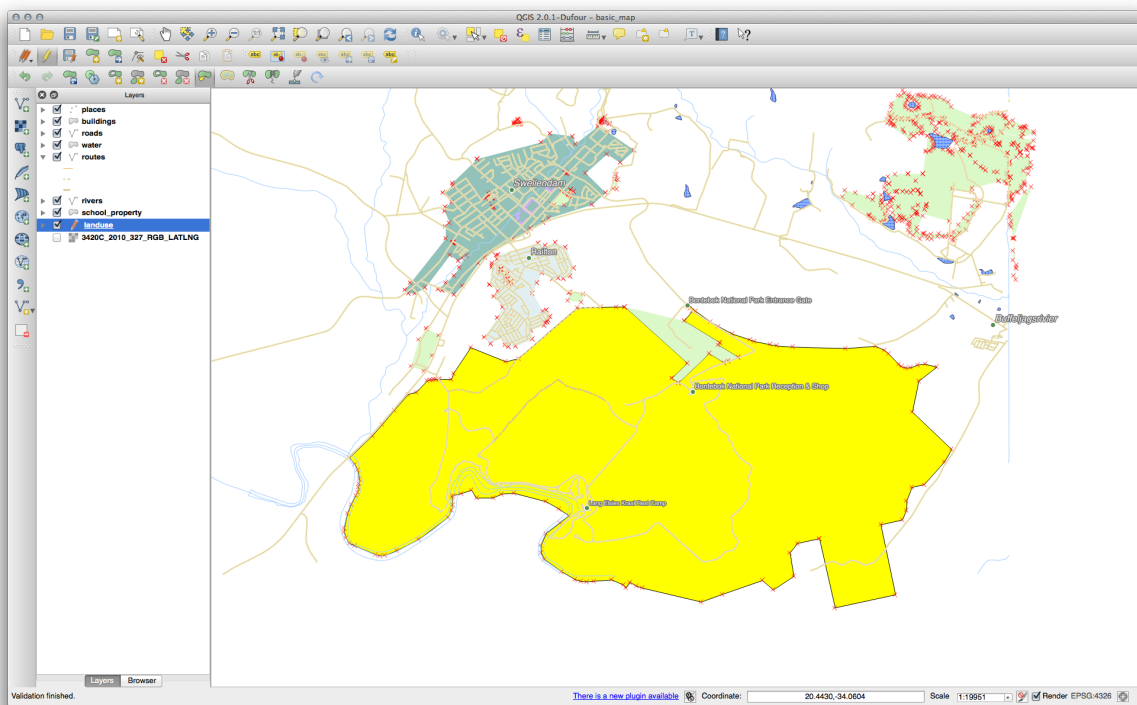 QGIS 2.0.1-Dufour - basic_map
Layers
places
buildings
roads
water
routes
rivers
school_property
landuse
3420C_2010_327_RGB_LATLNG
Swellendam
Railton
Bontebok National Park Entrance Gate
Buffeljagsrivier
Bontebok National Park Reception & Shop
Lang Elsies Kraal Rest Camp
Layers
Browser
Validation finished.
There is a new plugin available
Coordinate:
20.4430,-34.0604
Scale
1:19951
Render
EPSG:4326